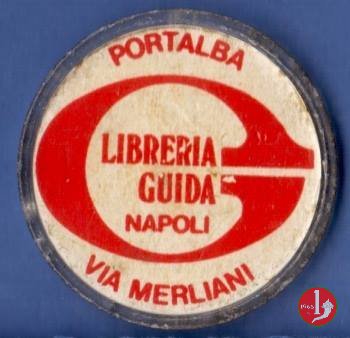 PORTALBA
LIBRERIA
GUIDA
NAPOLI
VIA MERLIANI